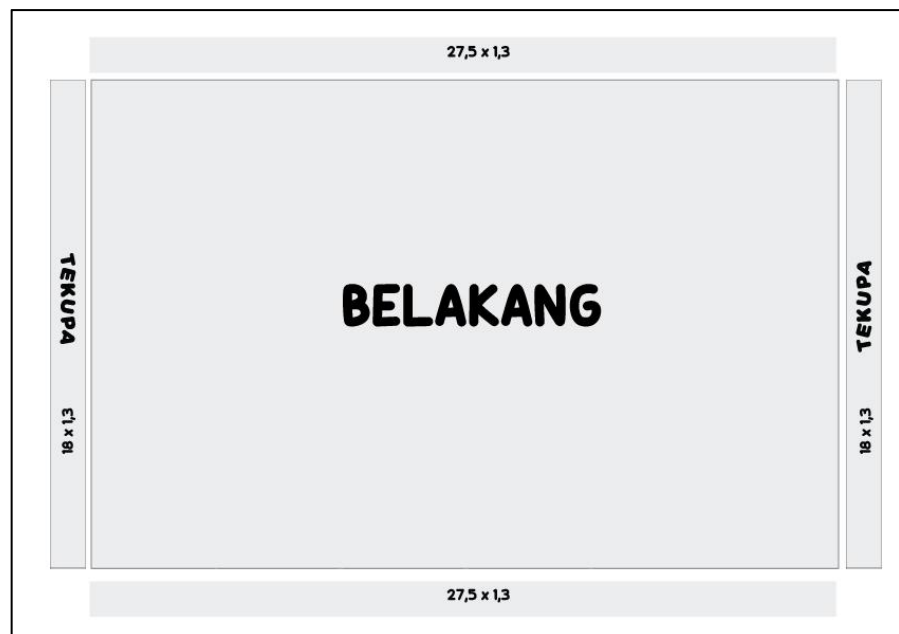 27,5 x 1,3
TEKUPA
18 x 1,3
BELAKANG
TEKUPA
18 x 1,3
27,5 x 1,3